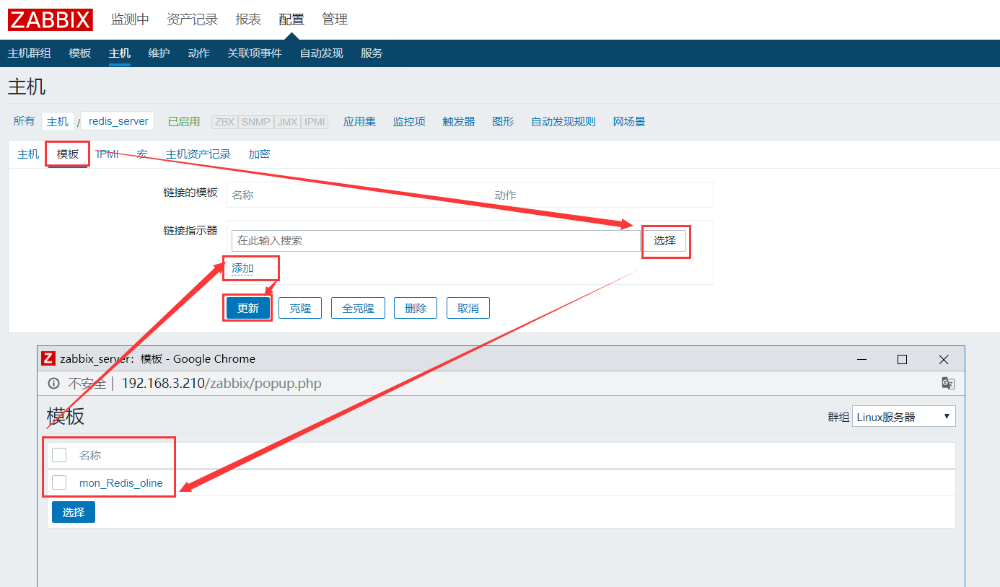 ZABBIX 监测中 资产记录 报表 配置 管理
主机群组 模板 主机 维护 动作 关联项事件 自动发现 服务
主机
所有 主机 / redis_server 已启用 ZBX SNMP JMX IPMI 应用集 监控项 触发器 图形 自动发现规则 网场景
主机 模板 IPMI 宏 主机资产记录 加密
链接的模板 名称 动作
链接指示器 在此输入搜索 选择
添加
更新 克隆 全克隆 删除 取消
Z zabbix_server: 模板 - Google Chrome
不安全 | 192.168.3.210/zabbix/popup.php
模板 群组 Linux服务器
名称
mon_Redis_oline
选择